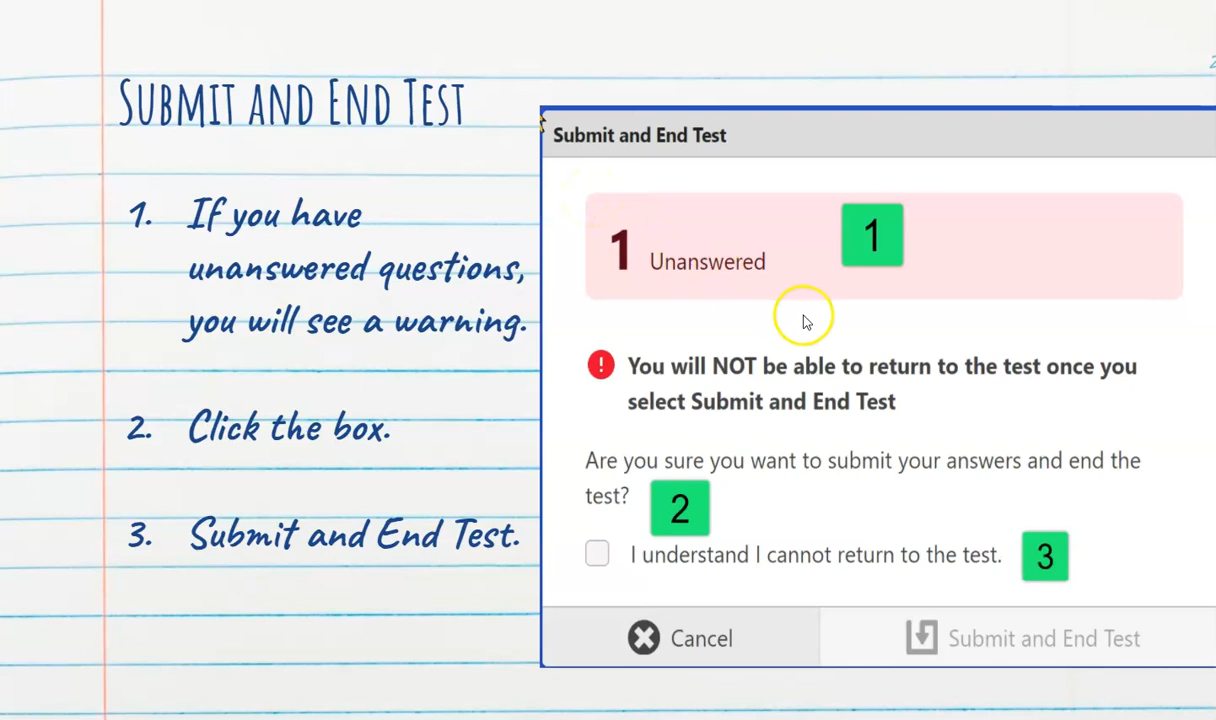 Submit and End Test
1. If you have
unanswered questions,
you will see a warning.
2. Click the box.
3. Submit and End Test.
Submit and End Test
1 Unanswered
1
You will NOT be able to return to the test once you
select Submit and End Test
Are you sure you want to submit your answers and end the
test?
2
I understand I cannot return to the test.
3
Cancel
Submit and End Test